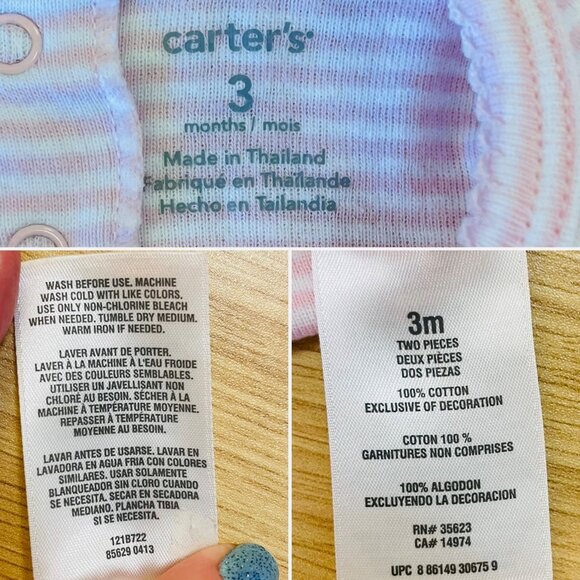 carter's
3
months / mois
Made in Thailand
Fabriqué en Thaïlande
Hecho en Tailandia
WASH BEFORE USE. MACHINE
WASH COLD WITH LIKE COLORS.
USE ONLY NON-CHLORINE BLEACH
WHEN NEEDED. TUMBLE DRY MEDIUM.
WARM IRON IF NEEDED.
LAVER AVANT DE PORTER.
LAVER À LA MACHINE À L'EAU FROIDE
AVEC DES COULEURS SEMBLABLES.
UTILISER UN JAVELLISANT NON
CHLORÉ AU BESOIN. SÉCHER À LA
MACHINE À TEMPÉRATURE MOYENNE.
REPASSER À TEMPÉRATURE
MOYENNE AU BESOIN.
LAVAR ANTES DE USARSE. LAVAR EN
LAVADORA EN AGUA FRIA CON COLORES
SIMILARES. USAR SOLAMENTE
BLANQUEADOR SIN CLORO CUANDO
SE NECESITA. SECAR EN SECADORA
MEDIANO. PLANCHA TIBIA
SI SE NECESITA.
121B722
85629 0413
3m
TWO PIECES
DEUX PIÈCES
DOS PIEZAS
100% COTTON
EXCLUSIVE OF DECORATION
COTON 100 %
GARNITURES NON COMPRISES
100% ALGODON
EXCLUYENDO LA DECORACION
RN# 35623
CA# 14974
UPC 8 86149 30675 9